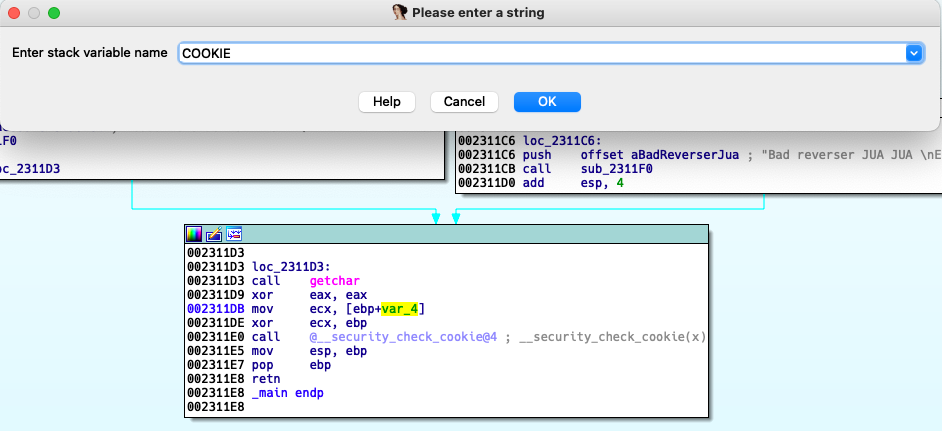 Please enter a string
Enter stack variable name COOKIE
Help Cancel OK
1F0
oc_2311D3
002311C6 loc_2311C6:
002311C6 push offset aBadReverserJua ; "Bad reverser JUA JUA \nE
002311CB call sub_2311F0
002311D0 add esp, 4
002311D3
002311D3 loc_2311D3:
002311D3 call getchar
002311D9 xor eax, eax
002311DB mov ecx, [ebp+var_4]
002311DE xor ecx, ebp
002311E0 call @__security_check_cookie@4 ; __security_check_cookie(x)
002311E5 mov esp, ebp
002311E7 pop ebp
002311E8 retn
002311E8 _main endp
002311E8